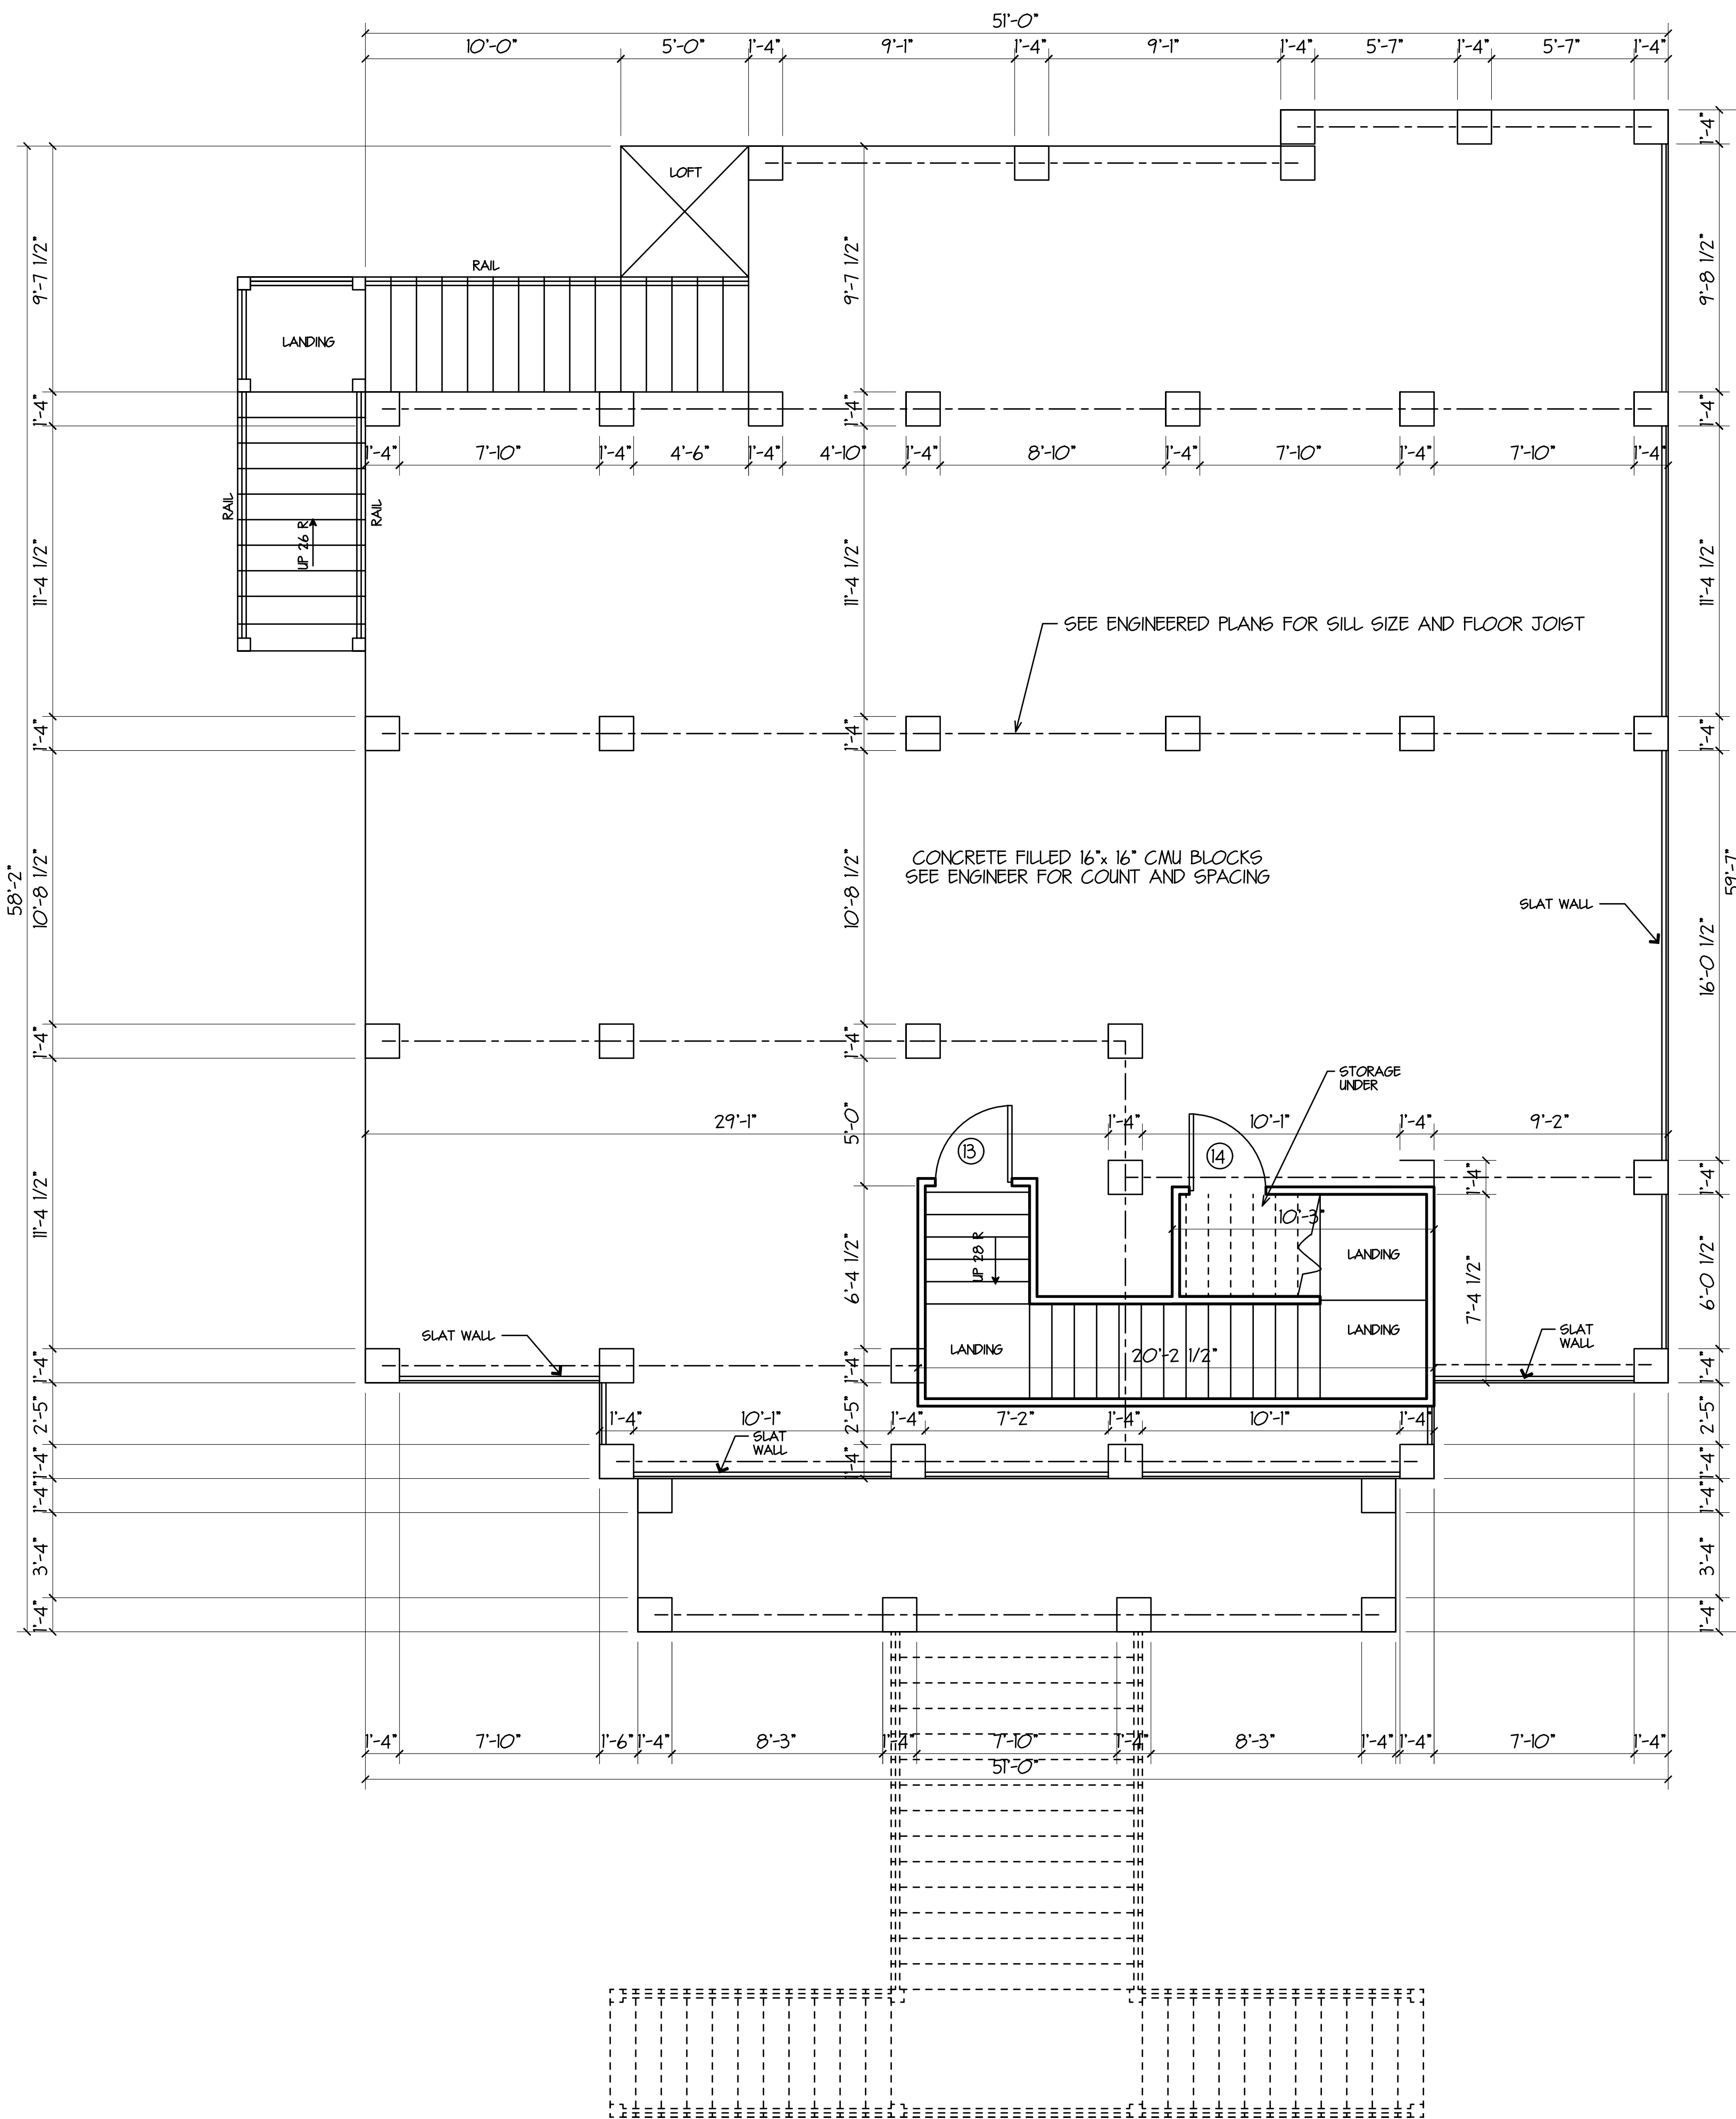 51'-0"
10'-0" 5'-0" 1'-4" 9'-1" 1'-4" 9'-1" 1'-4" 5'-7" 1'-4" 5'-7" 1'-4"
1'-4"
LOFT
9'-7 1/2"
9'-7 1/2"
9'-8 1/2"
RAIL
LANDING
1'-4"
1'-4"
1'-4"
1'-4" 7'-10" 1'-4" 4'-6" 1'-4" 4'-10" 1'-4" 8'-10" 1'-4" 7'-10" 1'-4" 7'-10" 1'-4"
RAIL
UP 26 R
RAIL
11'-4 1/2"
11'-4 1/2"
11'-4 1/2"
SEE ENGINEERED PLANS FOR SILL SIZE AND FLOOR JOIST
1'-4"
1'-4"
1'-4"
58'-2"
10'-8 1/2"
10'-8 1/2"
CONCRETE FILLED 16"x 16" CMU BLOCKS
SEE ENGINEER FOR COUNT AND SPACING
59'-7"
SLAT WALL
16'-0 1/2"
1'-4"
1'-4"
STORAGE
UNDER
29'-1" 5'-0" 1'-4" 10'-1" 1'-4" 9'-2"
13
14
1'-4"
1'-4"
11'-4 1/2"
10'-3"
6'-4 1/2"
UP 28 R
LANDING
7'-4 1/2"
6'-0 1/2"
SLAT WALL
LANDING
LANDING
SLAT
WALL
20'-2 1/2"
1'-4"
1'-4"
1'-4"
2'-5"
2'-5"
2'-5"
1'-4" 10'-1" 1'-4" 7'-2" 1'-4" 10'-1" 1'-4"
SLAT
WALL
1'-4"
1'-4"
1'-4"
1'-4"
1'-4"
3'-4"
3'-4"
1'-4"
1'-4"
1'-4" 7'-10" 1'-6" 1'-4" 8'-3" 1'-4" 7'-10" 1'-4" 8'-3" 1'-4" 1'-4" 7'-10" 1'-4"
51'-0"